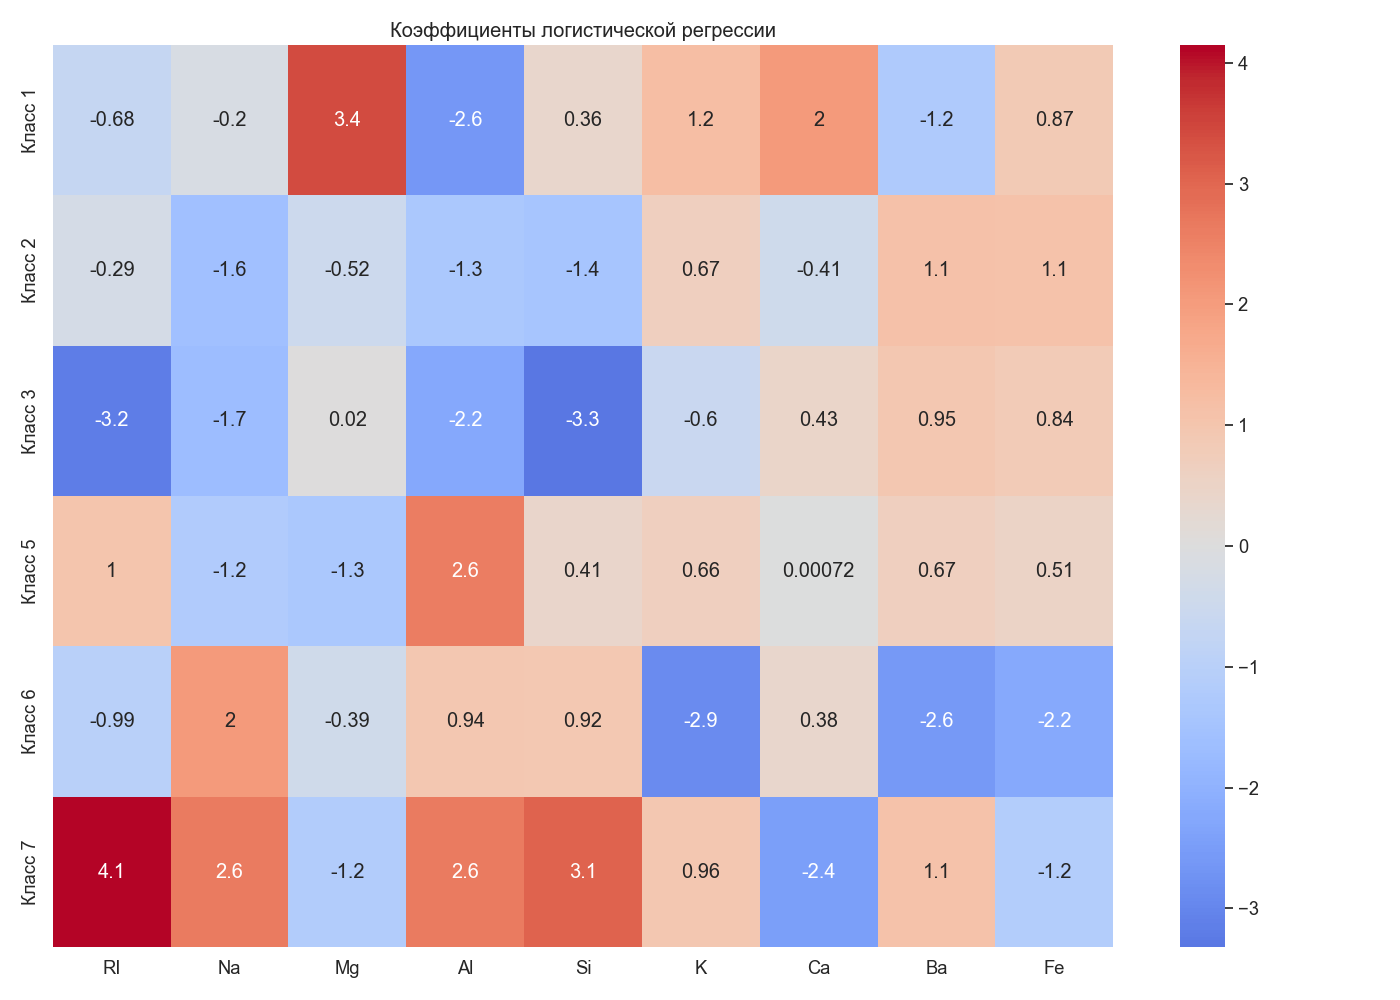 Коэффициенты логистической регрессии
Класс 1 -0.68 -0.2 3.4 -2.6 0.36 1.2 2 -1.2 0.87
Класс 2 -0.29 -1.6 -0.52 -1.3 -1.4 0.67 -0.41 1.1 1.1
Класс 3 -3.2 -1.7 0.02 -2.2 -3.3 -0.6 0.43 0.95 0.84
Класс 5 1 -1.2 -1.3 2.6 0.41 0.66 0.00072 0.67 0.51
Класс 6 -0.99 2 -0.39 0.94 0.92 -2.9 0.38 -2.6 -2.2
Класс 7 4.1 2.6 -1.2 2.6 3.1 0.96 -2.4 1.1 -1.2
RI Na Mg Al Si K Ca Ba Fe
4
3
2
1
0
−1
−2
−3